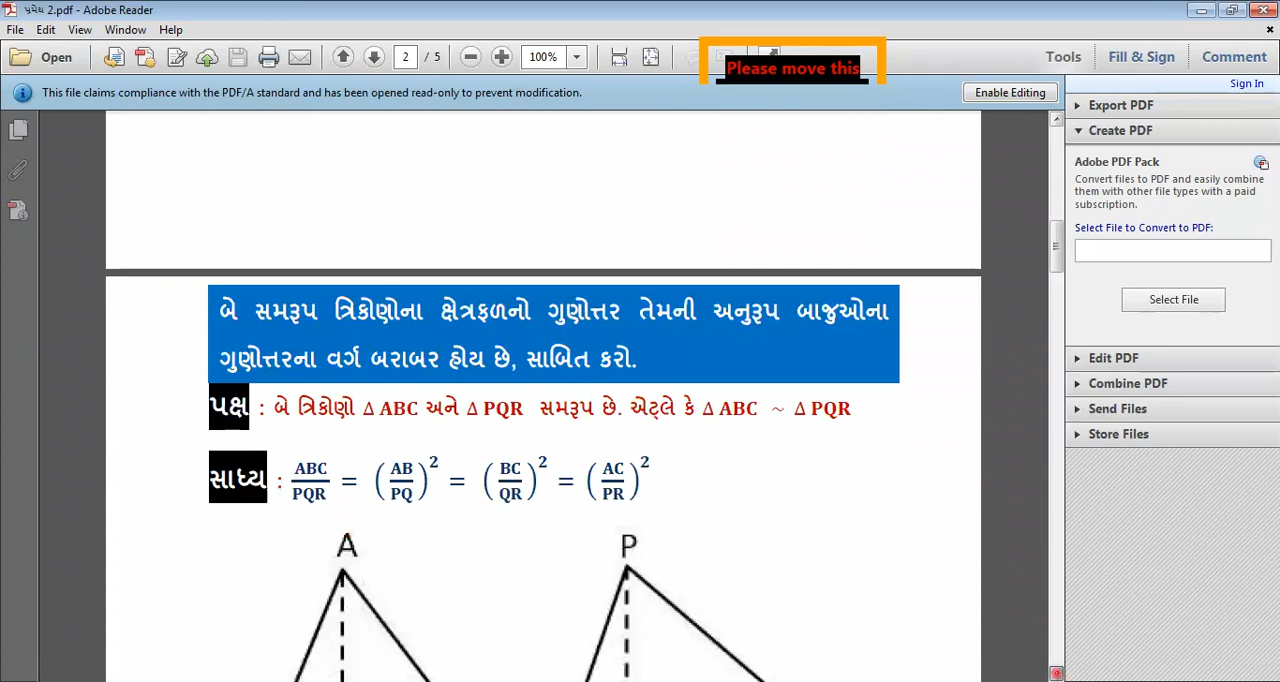 પ્રમેય 2.pdf - Adobe Reader
File Edit View Window Help
Open 2 / 5 100% Tools Fill & Sign Comment
Please move this
This file claims compliance with the PDF/A standard and has been opened read-only to prevent modification. Enable Editing
Sign In
Export PDF
Create PDF
Adobe PDF Pack
Convert files to PDF and easily combine
them with other file types with a paid
subscription.
Select File to Convert to PDF:
Select File
Edit PDF
Combine PDF
Send Files
Store Files
બે સમરૂપ ત્રિકોણોના ક્ષેત્રફળનો ગુણોત્તર તેમની અનુરૂપ બાજુઓના
ગુણોત્તરના વર્ગ બરાબર હોય છે, સાબિત કરો.
પક્ષ : બે ત્રિકોણો Δ ABC અને Δ PQR સમરૂપ છે. એટ્લે કે Δ ABC ~ Δ PQR
સાધ્ય : ABC/PQR = (AB/PQ)² = (BC/QR)² = (AC/PR)²
A P